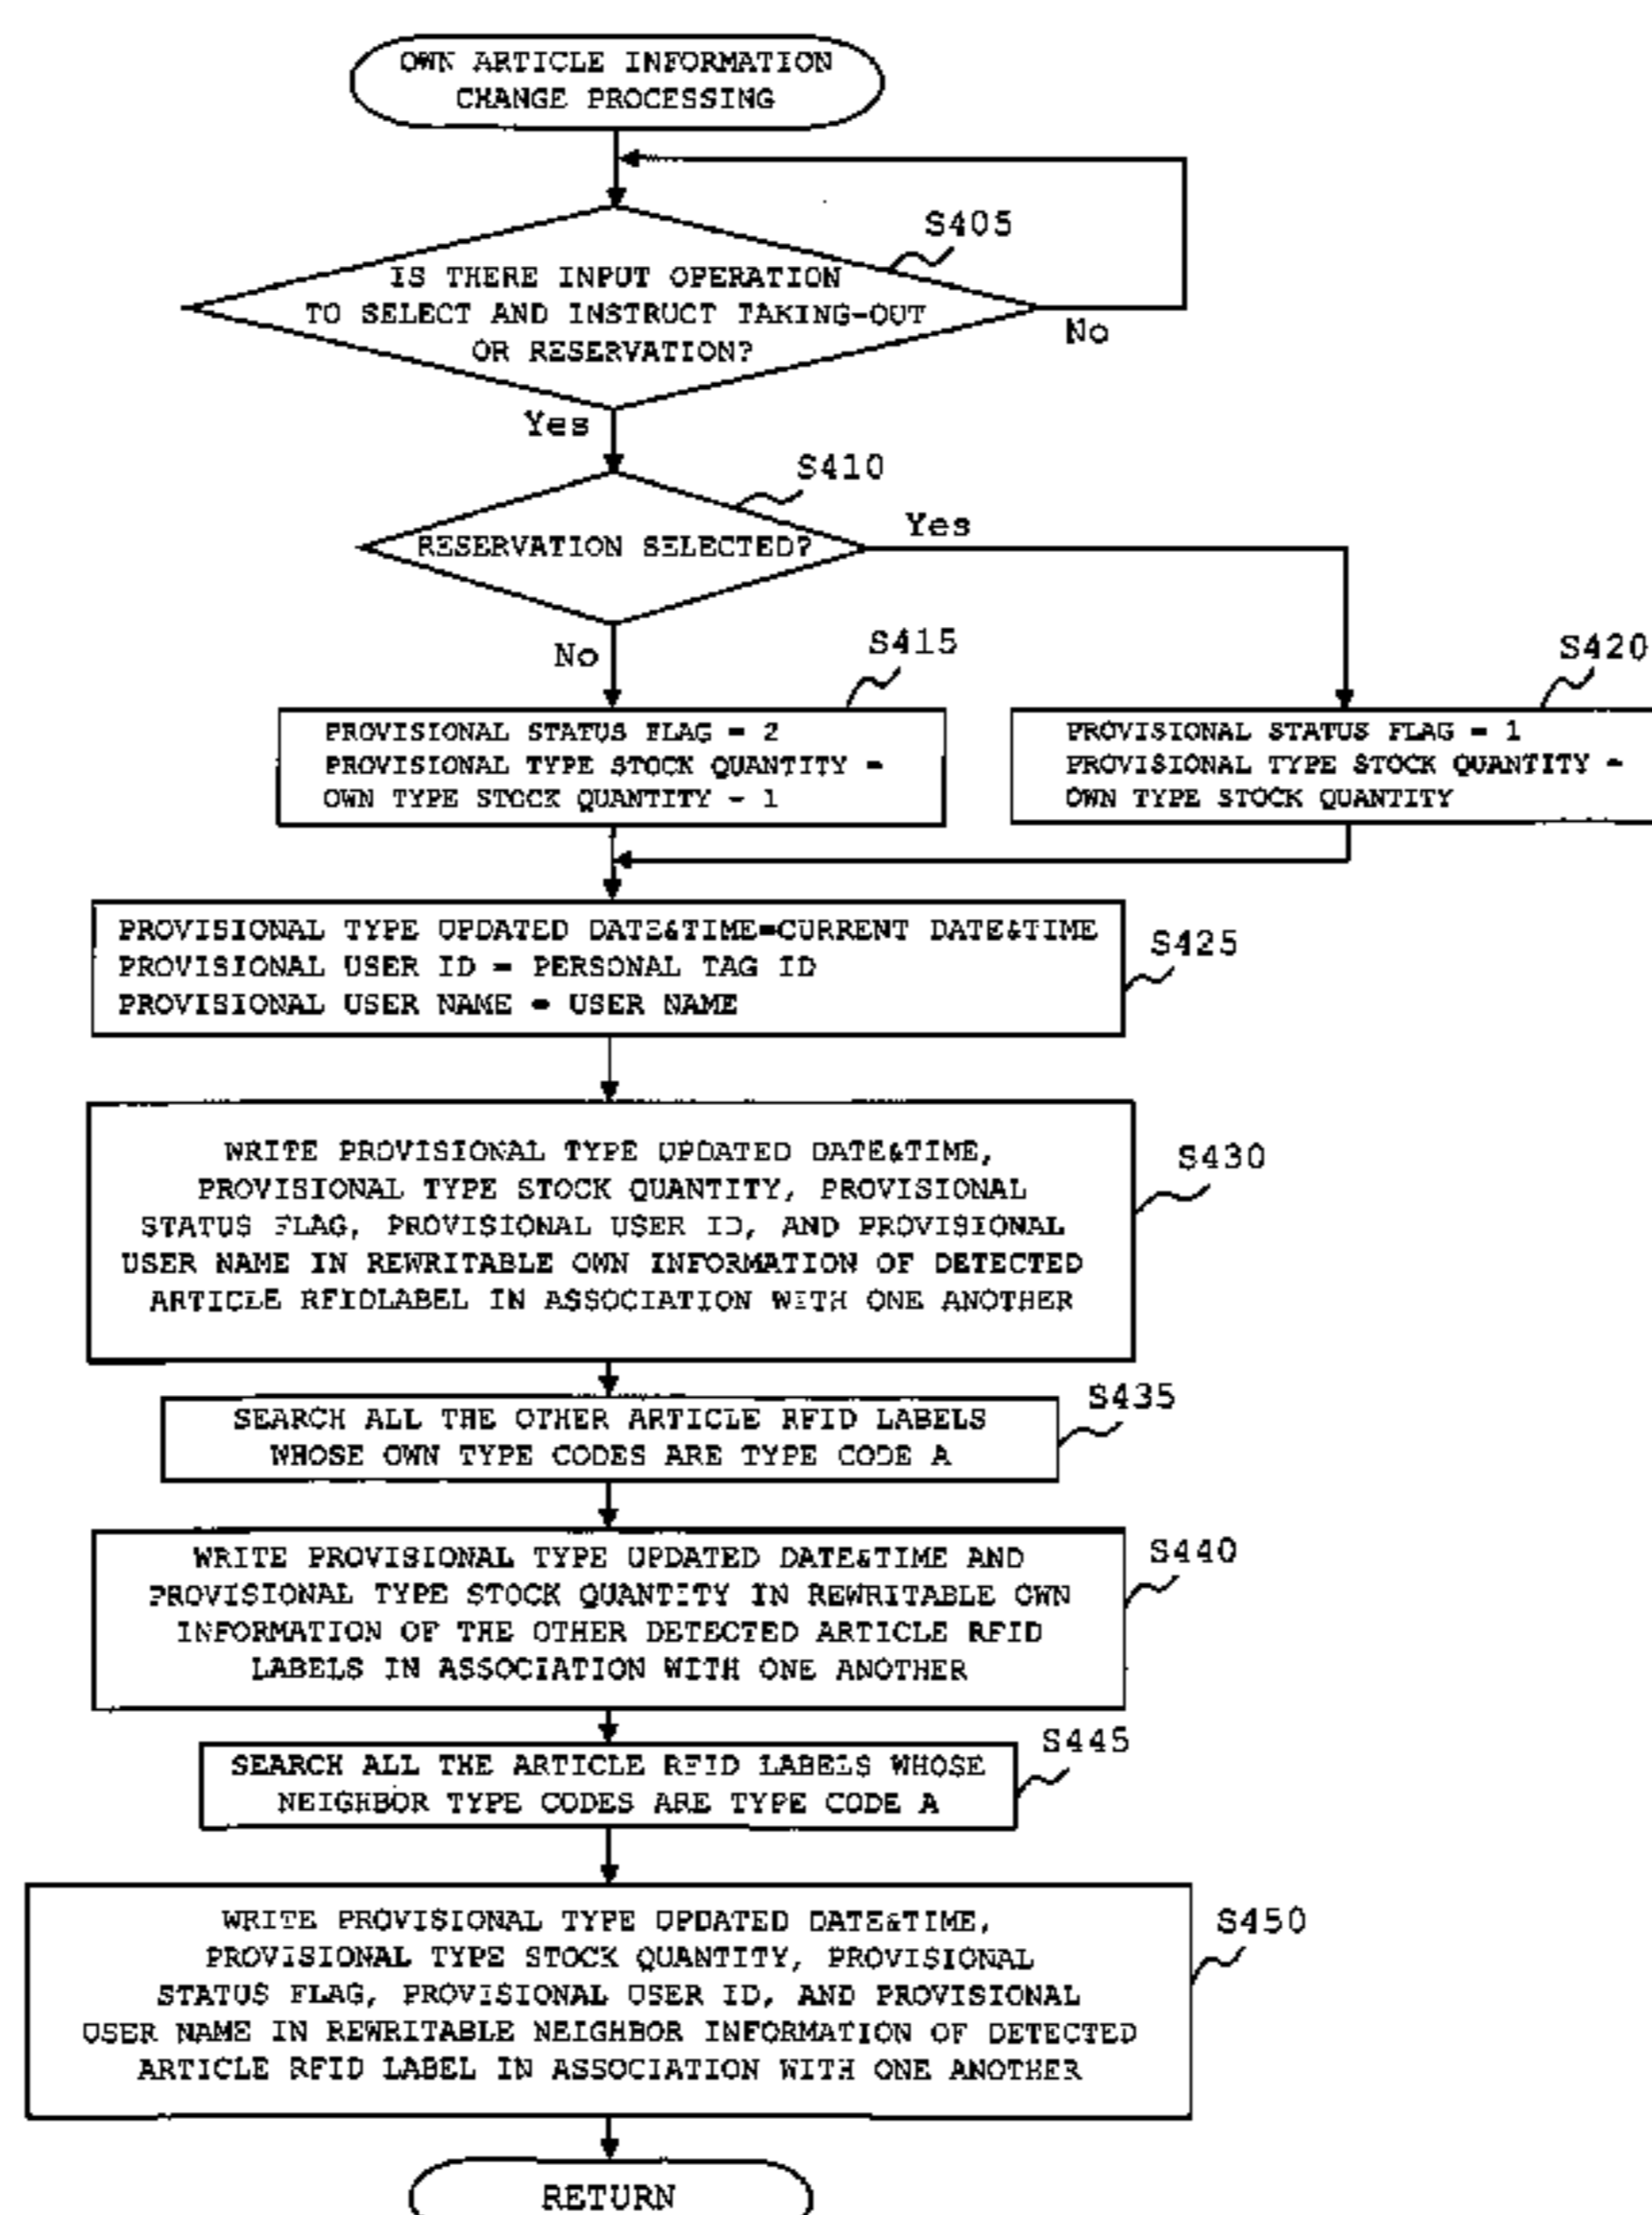 OWN ARTICLE INFORMATION
CHANGE PROCESSING
S405
IS THERE INPUT OPERATION
TO SELECT AND INSTRUCT TAKING-OUT
OR RESERVATION?
No
Yes
S410
RESERVATION SELECTED?
Yes
No
S415
PROVISIONAL STATUS FLAG = 2
PROVISIONAL TYPE STOCK QUANTITY =
OWN TYPE STOCK QUANTITY - 1
S420
PROVISIONAL STATUS FLAG = 1
PROVISIONAL TYPE STOCK QUANTITY =
OWN TYPE STOCK QUANTITY
PROVISIONAL TYPE UPDATED DATE&TIME=CURRENT DATE&TIME
PROVISIONAL USER ID = PERSONAL TAG ID
PROVISIONAL USER NAME = USER NAME
S425
WRITE PROVISIONAL TYPE UPDATED DATE&TIME,
PROVISIONAL TYPE STOCK QUANTITY, PROVISIONAL
STATUS FLAG, PROVISIONAL USER ID, AND PROVISIONAL
USER NAME IN REWRITABLE OWN INFORMATION OF DETECTED
ARTICLE RFIDLABEL IN ASSOCIATION WITH ONE ANOTHER
S430
SEARCH ALL THE OTHER ARTICLE RFID LABELS
WHOSE OWN TYPE CODES ARE TYPE CODE A
S435
WRITE PROVISIONAL TYPE UPDATED DATE&TIME AND
PROVISIONAL TYPE STOCK QUANTITY IN REWRITABLE OWN
INFORMATION OF THE OTHER DETECTED ARTICLE RFID
LABELS IN ASSOCIATION WITH ONE ANOTHER
S440
SEARCH ALL THE ARTICLE RFID LABELS WHOSE
NEIGHBOR TYPE CODES ARE TYPE CODE A
S445
WRITE PROVISIONAL TYPE UPDATED DATE&TIME,
PROVISIONAL TYPE STOCK QUANTITY, PROVISIONAL
STATUS FLAG, PROVISIONAL USER ID, AND PROVISIONAL
USER NAME IN REWRITABLE NEIGHBOR INFORMATION OF DETECTED
ARTICLE RFID LABEL IN ASSOCIATION WITH ONE ANOTHER
S450
RETURN